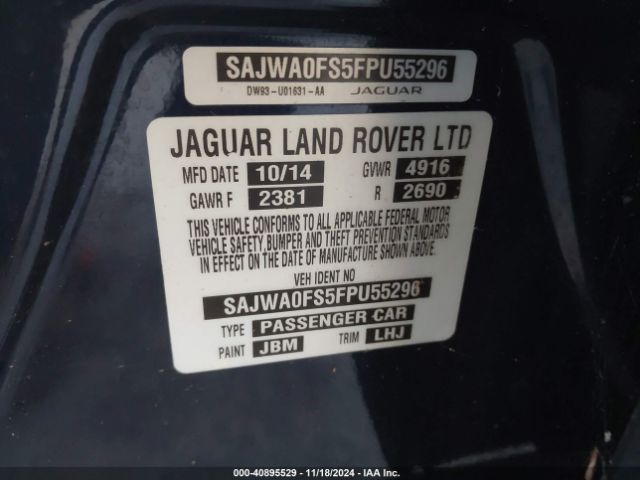 SAJWA0FS5FPU55296
DW93-U01631-AA JAGUAR
JAGUAR LAND ROVER LTD
MFD DATE 10/14 GVWR 4916
GAWR F 2381 R 2690
THIS VEHICLE CONFORMS TO ALL APPLICABLE FEDERAL MOTOR
VEHICLE SAFETY, BUMPER AND THEFT PREVENTION STANDARDS
IN EFFECT ON THE DATE OF MANUFACTURE SHOWN ABOVE.
VEH IDENT NO
SAJWA0FS5FPU55296
TYPE PASSENGER CAR
PAINT JBM TRIM LHJ
00-40895529 - 11/18/2024 - IAA Inc.